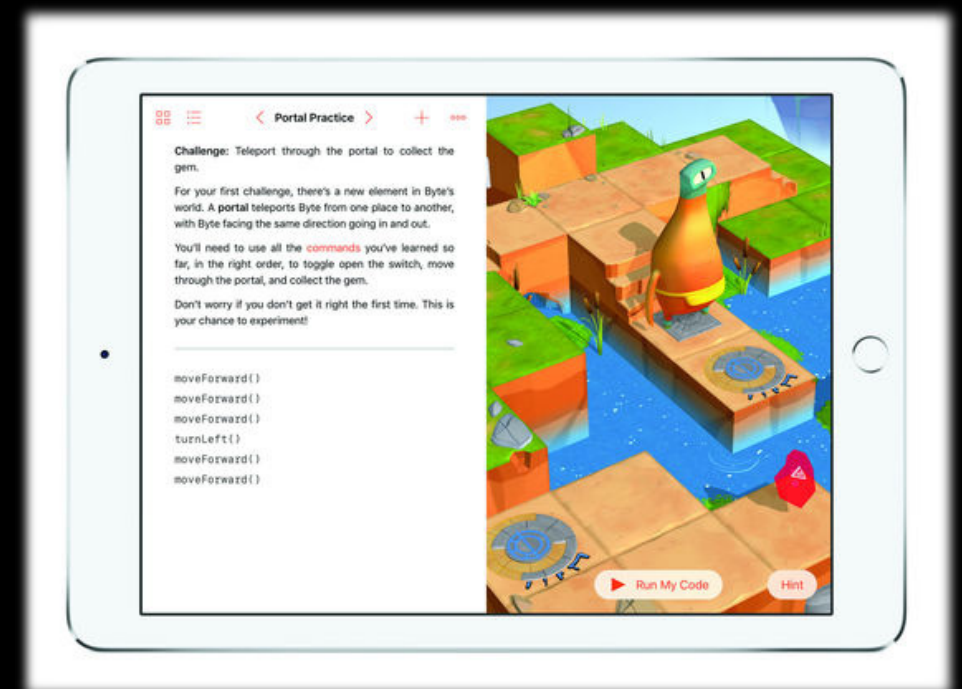 Portal Practice
Challenge: Teleport through the portal to collect the
gem.
For your first challenge, there's a new element in Byte's
world. A portal teleports Byte from one place to another,
with Byte facing the same direction going in and out.
You'll need to use all the commands you've learned so
far, in the right order, to toggle open the switch, move
through the portal, and collect the gem.
Don't worry if you don't get it right the first time. This is
your chance to experiment!
moveForward()
moveForward()
moveForward()
turnLeft()
moveForward()
moveForward()
Run My Code
Hint